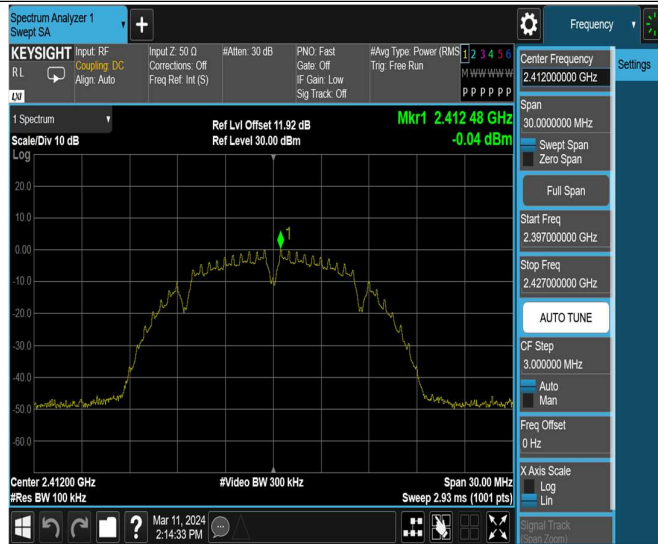 Spectrum Analyzer 1
Swept SA
+
Frequency
KEYSIGHT
RL
LXI
Input: RF
Coupling: DC
Align: Auto
Input Z: 50 Ω
Corrections: Off
Freq Ref: Int (S)
#Atten: 30 dB
PNO: Fast
Gate: Off
IF Gain: Low
Sig Track: Off
#Avg Type: Power (RMS
Trig: Free Run
1 2 3 4 5 6
M W W W W W
P P P P P P
1 Spectrum
Scale/Div 10 dB
Log
Ref Lvl Offset 11.92 dB
Ref Level 30.00 dBm
Mkr1 2.412 48 GHz
-0.04 dBm
1
20.0
10.0
0.00
-10.0
-20.0
-30.0
-40.0
-50.0
-60.0
Center 2.41200 GHz
#Res BW 100 kHz
#Video BW 300 kHz
Span 30.00 MHz
Sweep 2.93 ms (1001 pts)
Mar 11, 2024
2:14:33 PM
Center Frequency
2.412000000 GHz
Settings
Span
30.0000000 MHz
Swept Span
Zero Span
Full Span
Start Freq
2.397000000 GHz
Stop Freq
2.427000000 GHz
AUTO TUNE
CF Step
3.000000 MHz
Auto
Man
Freq Offset
0 Hz
X Axis Scale
Log
Lin
Signal Track
(Span Zoom)